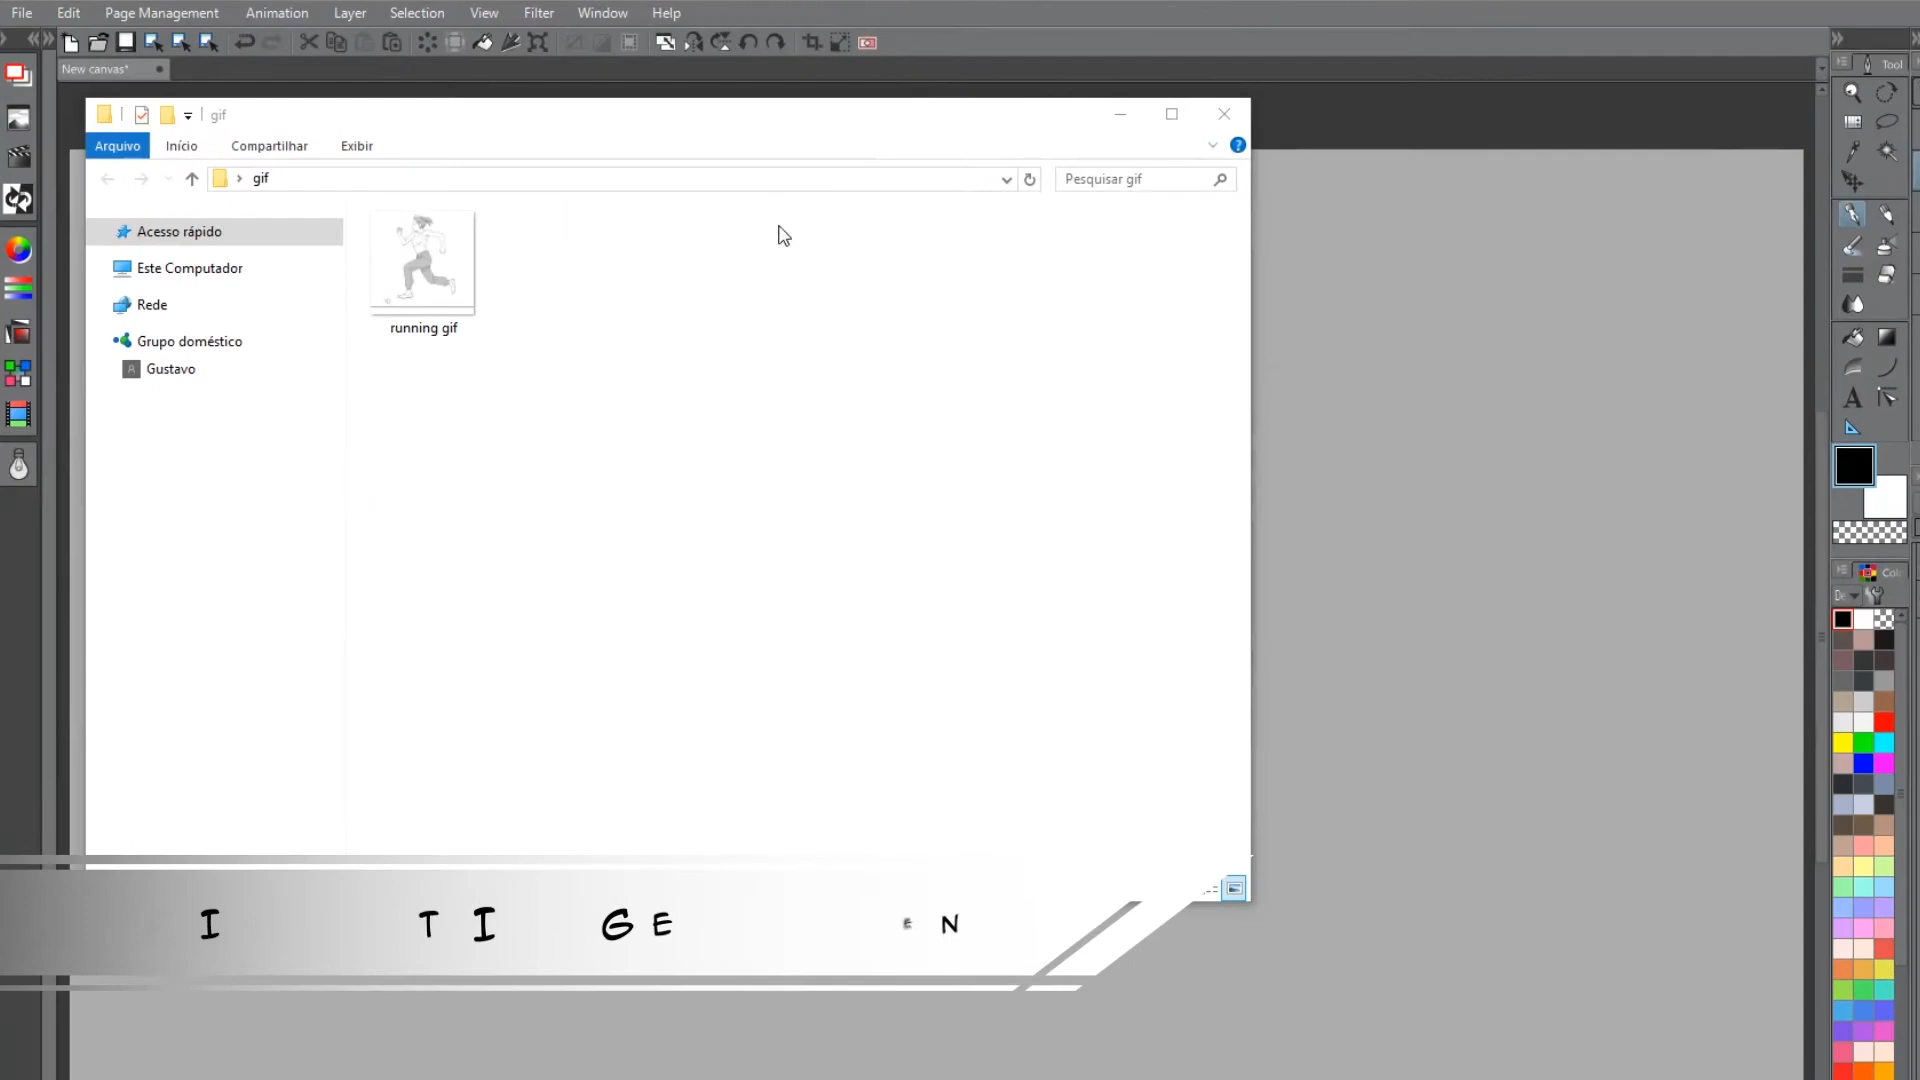 File Edit Page Management Animation Layer Selection View Filter Window Help
New canvas*
Tool
gif
Arquivo Início Compartilhar Exibir
gif
Pesquisar gif
Acesso rápido
Este Computador
Rede
Grupo doméstico
Gustavo
running gif
I T I G E E N